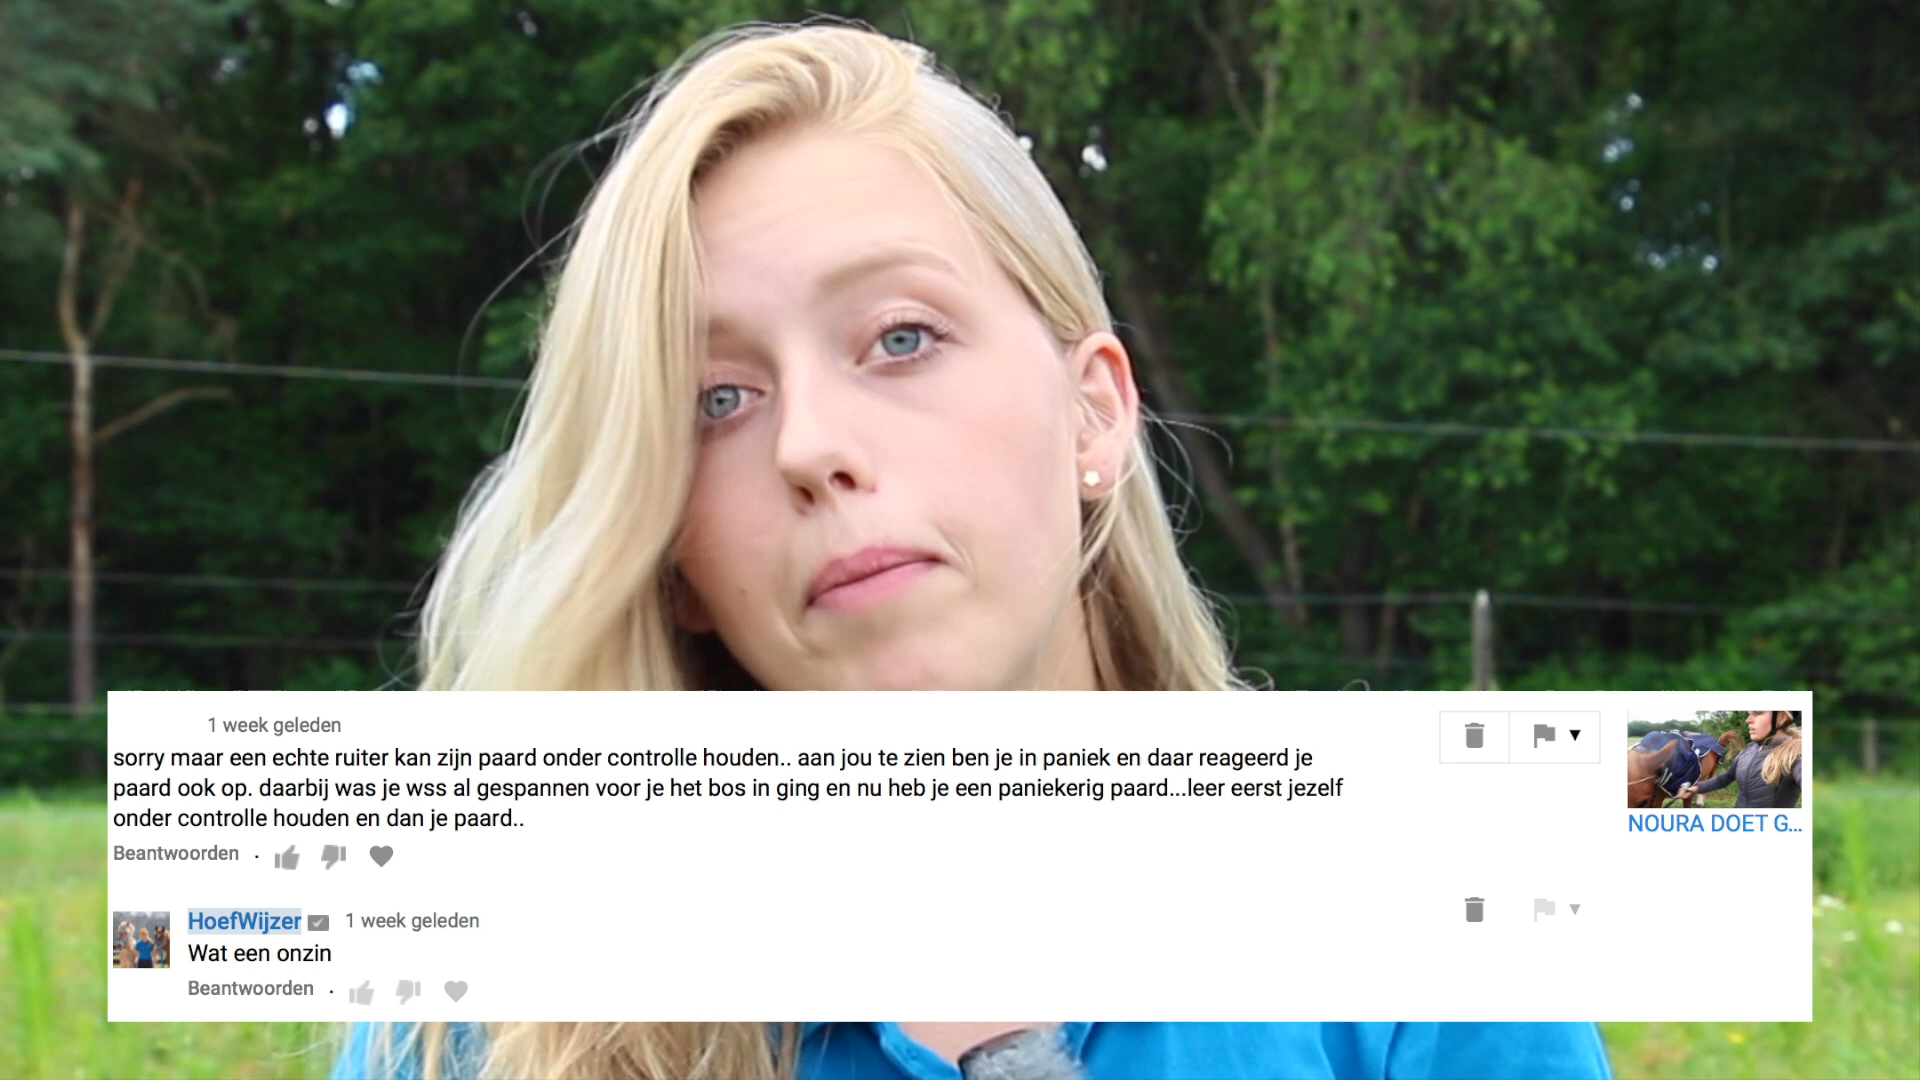 1 week geleden
sorry maar een echte ruiter kan zijn paard onder controlle houden.. aan jou te zien ben je in paniek en daar reageerd je
paard ook op. daarbij was je wss al gespannen voor je het bos in ging en nu heb je een paniekerig paard...leer eerst jezelf
onder controlle houden en dan je paard..
Beantwoorden ·
NOURA DOET G...
HoefWijzer 1 week geleden
Wat een onzin
Beantwoorden ·